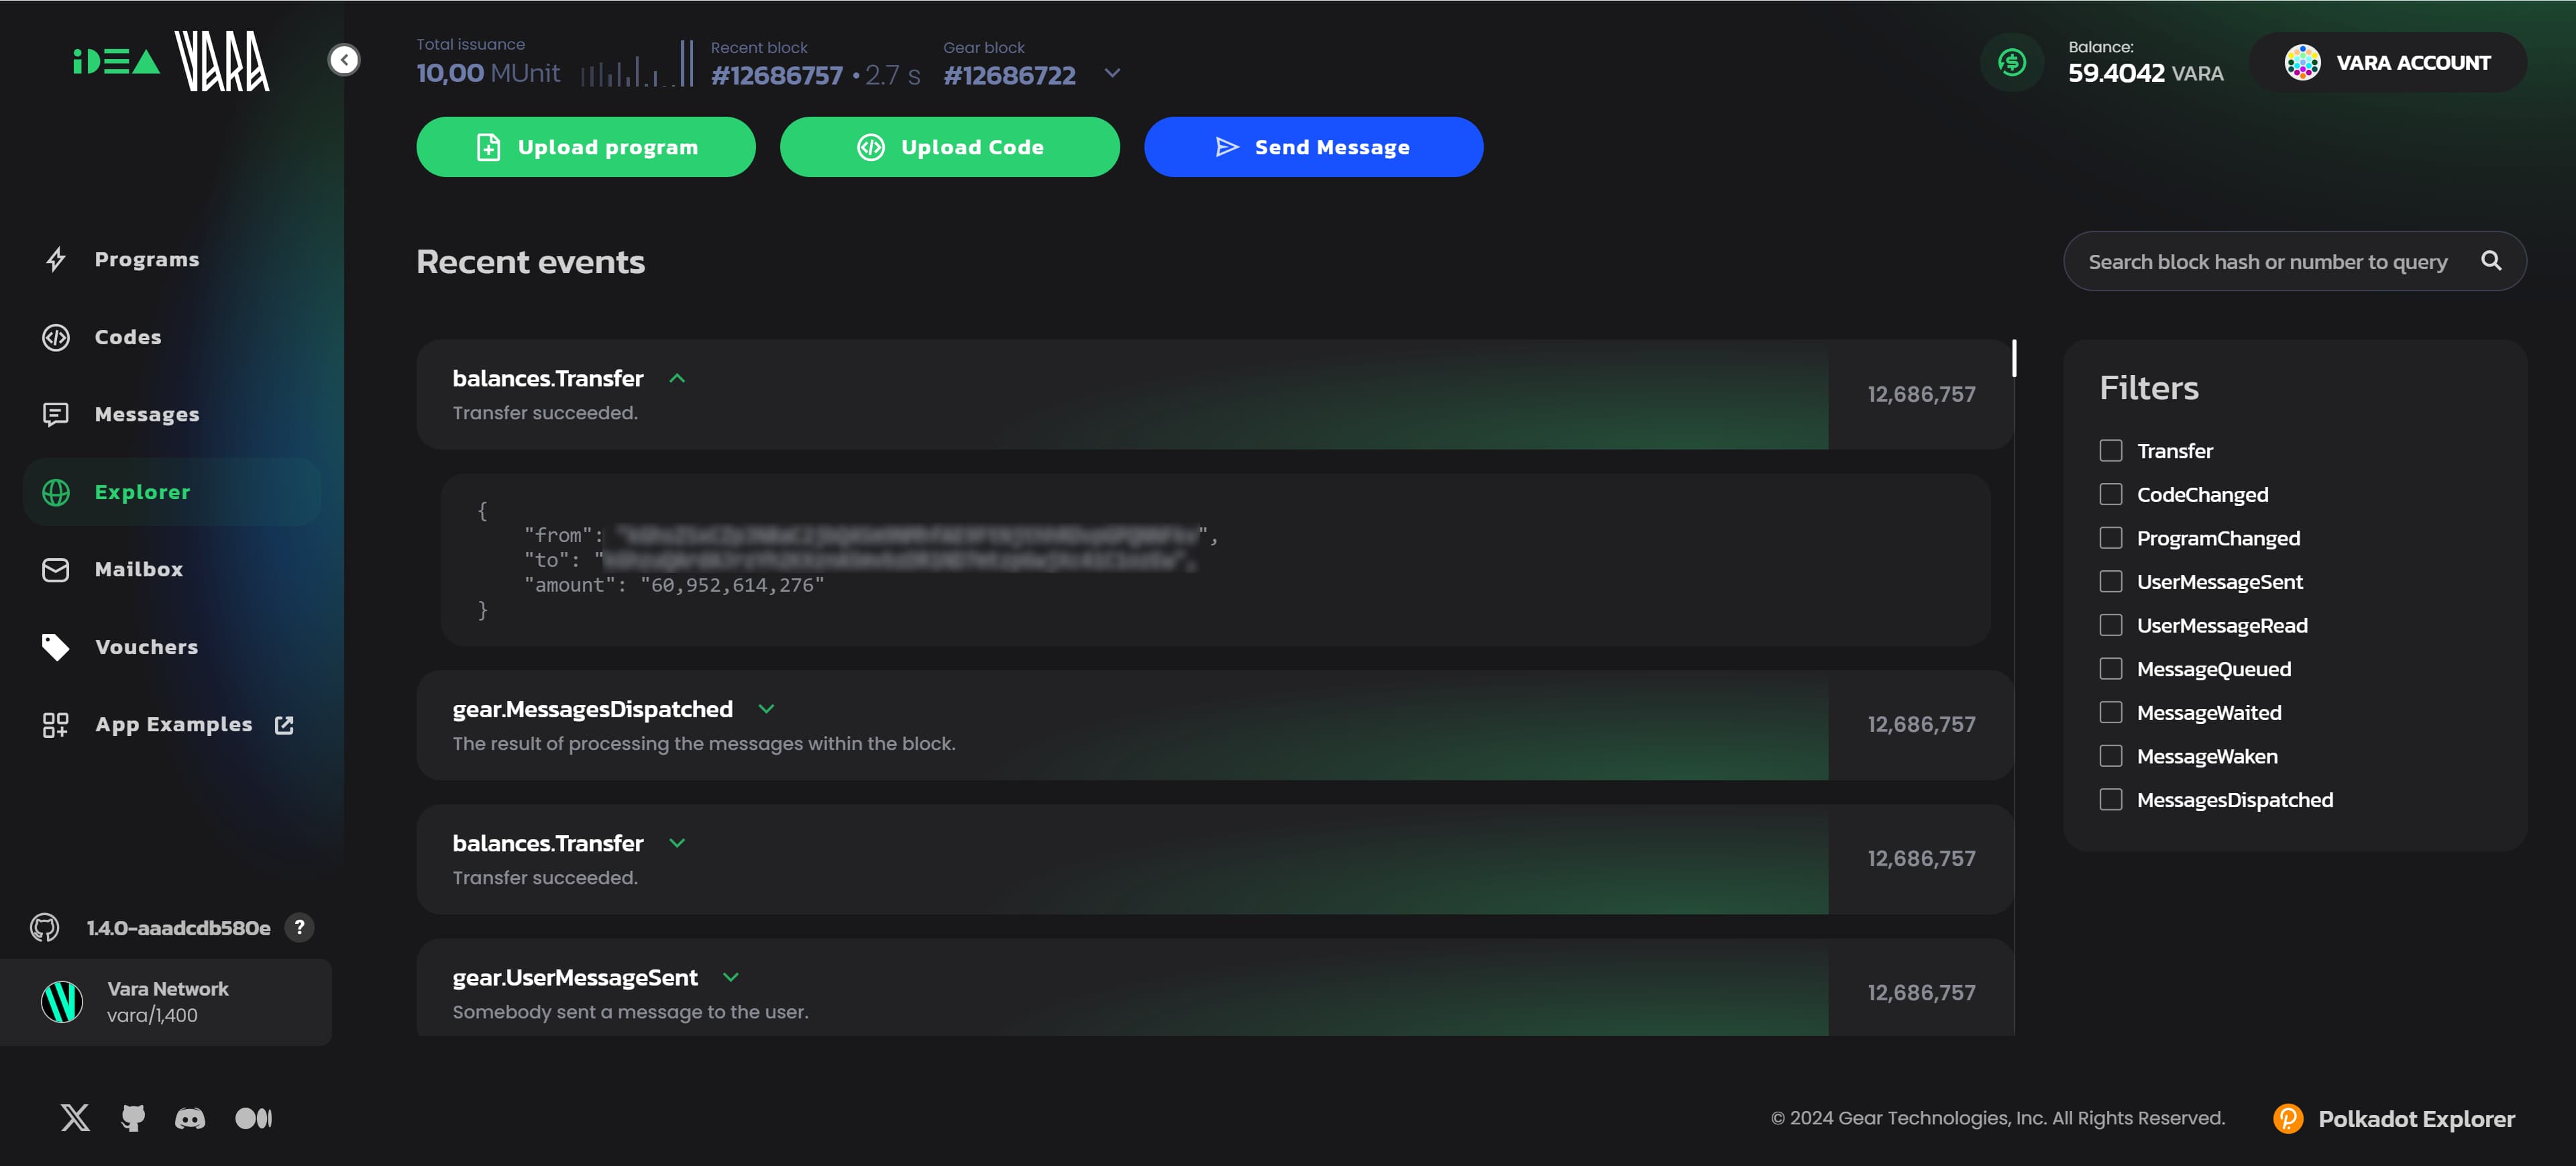 iDEA VARA
Total issuance
10,00 MUnit
Recent block
#12686757 • 2.7 s
Gear block
#12686722
Balance:
59.4042 VARA
VARA ACCOUNT
Upload program
Upload Code
Send Message
Programs
Codes
Messages
Explorer
Mailbox
Vouchers
App Examples
1.4.0-aaadcdb580e ?
Vara Network
vara/1,400
Recent events
Search block hash or number to query
balances.Transfer
Transfer succeeded.
12,686,757
{
"from": ",
"to": "
"amount": "60,952,614,276"
}
gear.MessagesDispatched
The result of processing the messages within the block.
12,686,757
balances.Transfer
Transfer succeeded.
12,686,757
gear.UserMessageSent
Somebody sent a message to the user.
12,686,757
Filters
Transfer
CodeChanged
ProgramChanged
UserMessageSent
UserMessageRead
MessageQueued
MessageWaited
MessageWaken
MessagesDispatched
© 2024 Gear Technologies, Inc. All Rights Reserved.
Polkadot Explorer